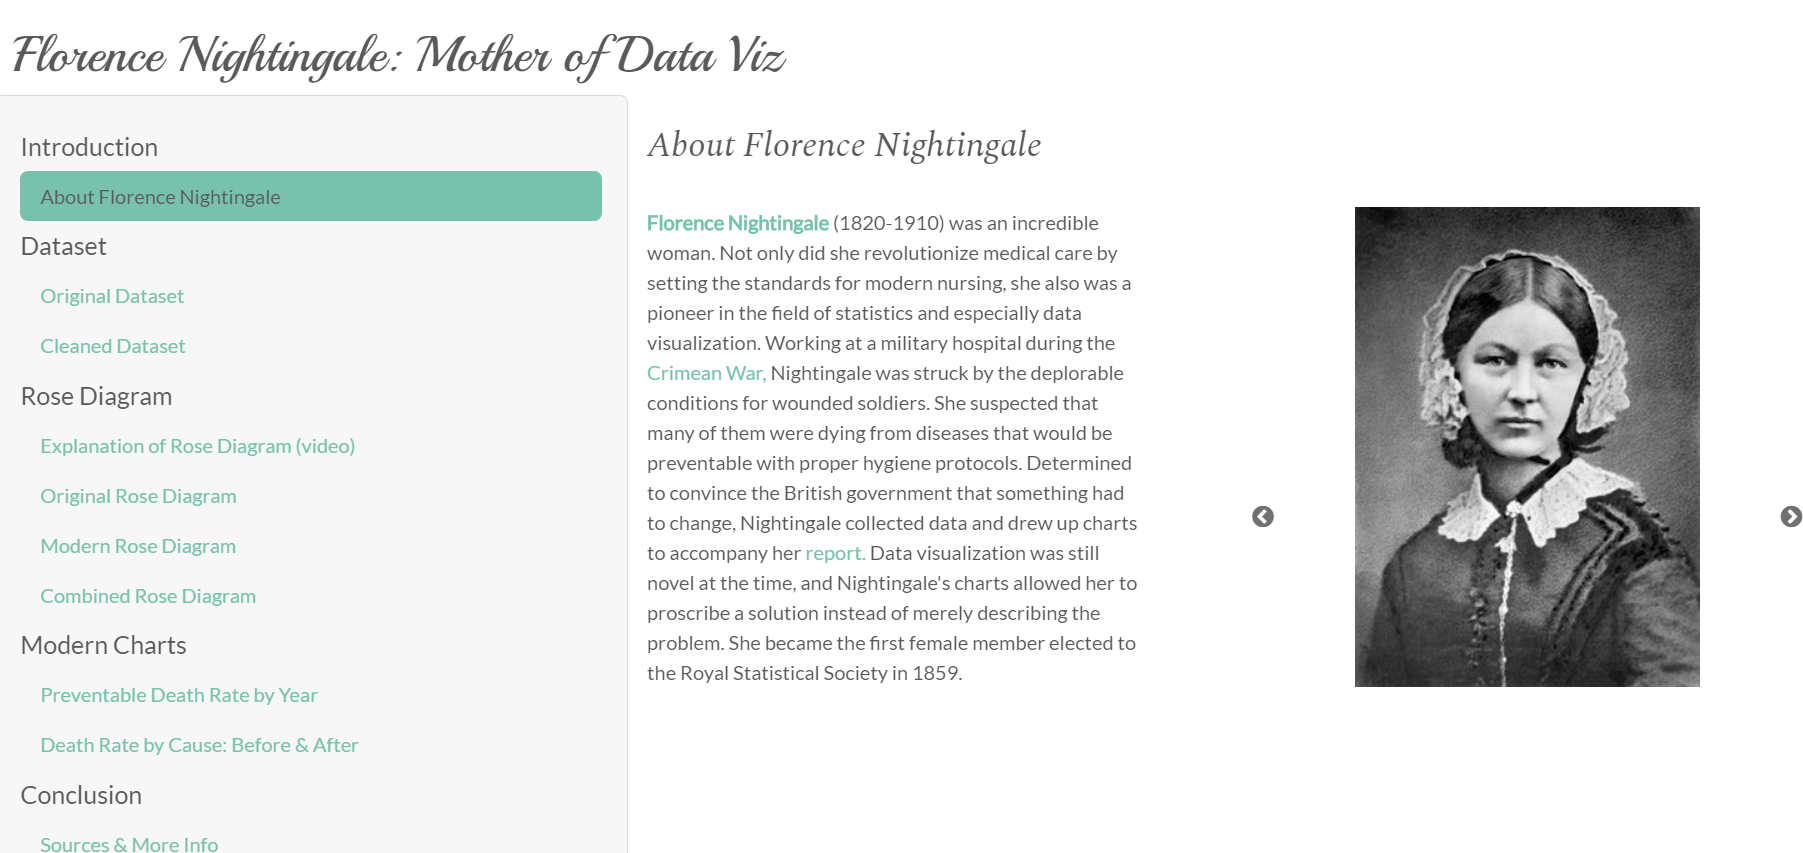 Florence Nightingale: Mother of Data Viz
Introduction
About Florence Nightingale
Dataset
Original Dataset
Cleaned Dataset
Rose Diagram
Explanation of Rose Diagram (video)
Original Rose Diagram
Modern Rose Diagram
Combined Rose Diagram
Modern Charts
Preventable Death Rate by Year
Death Rate by Cause: Before & After
Conclusion
Sources & More Info
About Florence Nightingale
Florence Nightingale (1820-1910) was an incredible
woman. Not only did she revolutionize medical care by
setting the standards for modern nursing, she also was a
pioneer in the field of statistics and especially data
visualization. Working at a military hospital during the
Crimean War, Nightingale was struck by the deplorable
conditions for wounded soldiers. She suspected that
many of them were dying from diseases that would be
preventable with proper hygiene protocols. Determined
to convince the British government that something had
to change, Nightingale collected data and drew up charts
to accompany her report. Data visualization was still
novel at the time, and Nightingale's charts allowed her to
proscribe a solution instead of merely describing the
problem. She became the first female member elected to
the Royal Statistical Society in 1859.